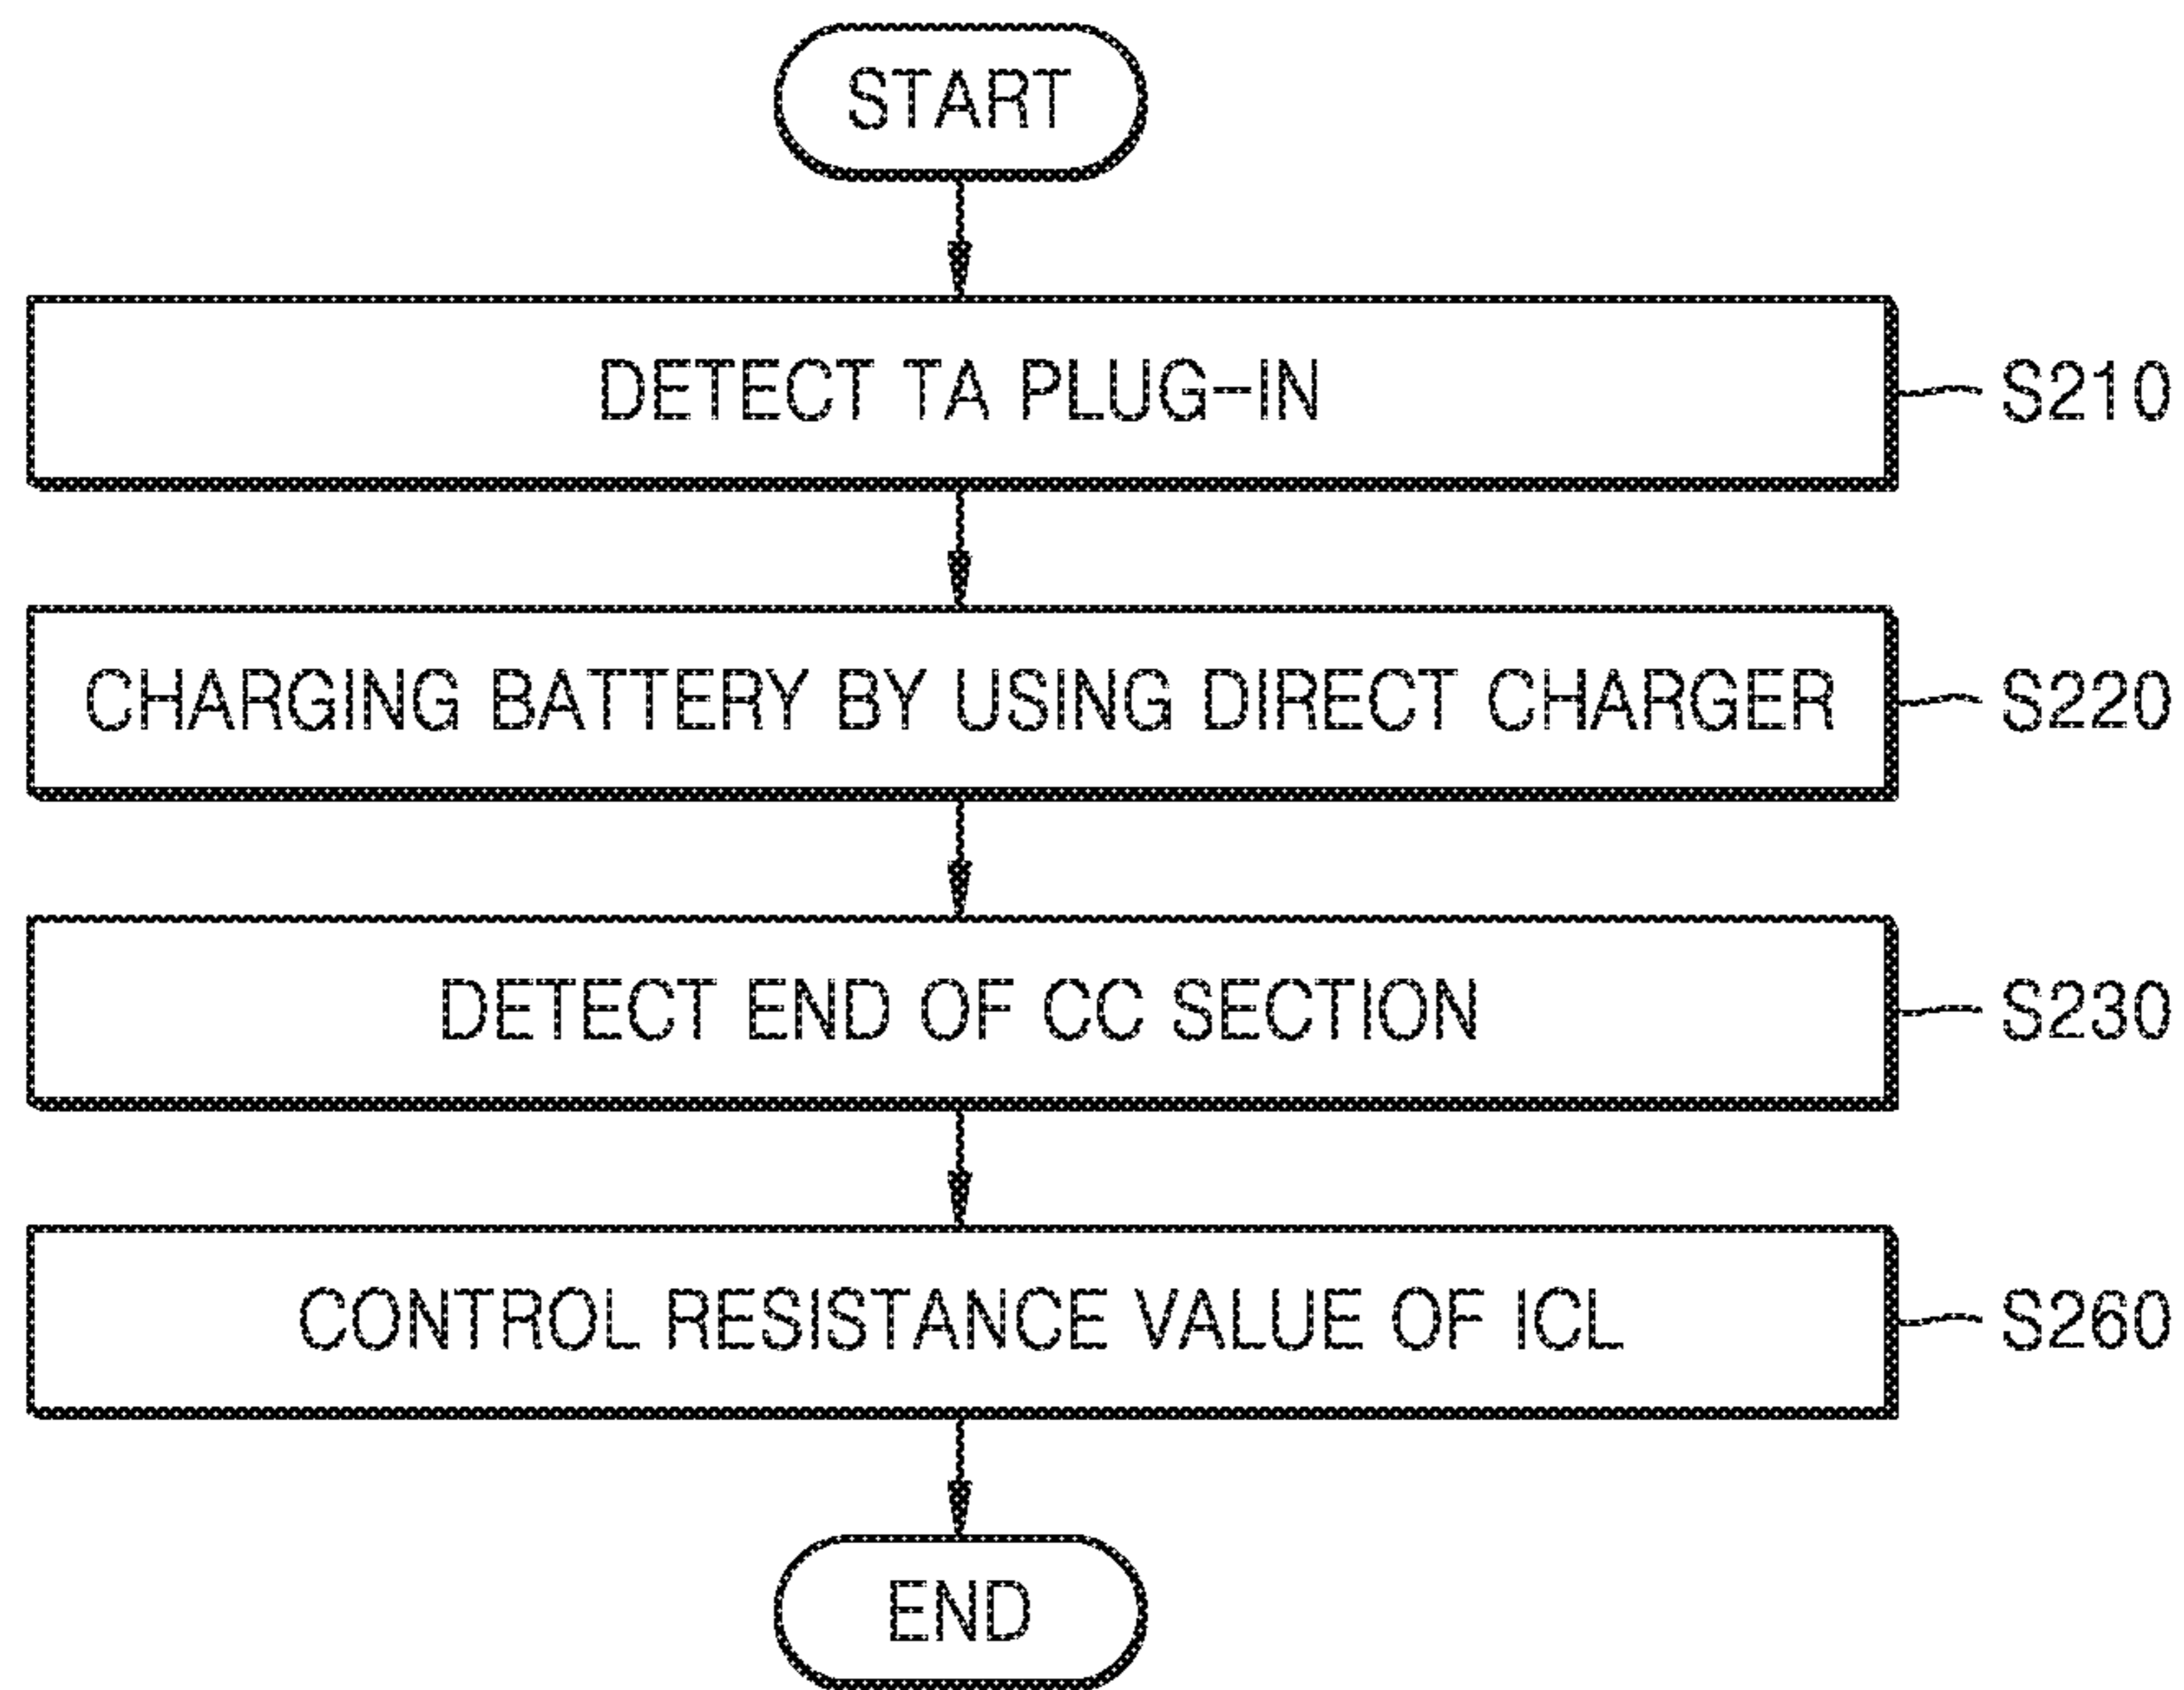 START
DETECT TA PLUG-IN
S210
CHARGING BATTERY BY USING DIRECT CHARGER
S220
DETECT END OF CC SECTION
S230
CONTROL RESISTANCE VALUE OF ICL
S260
END